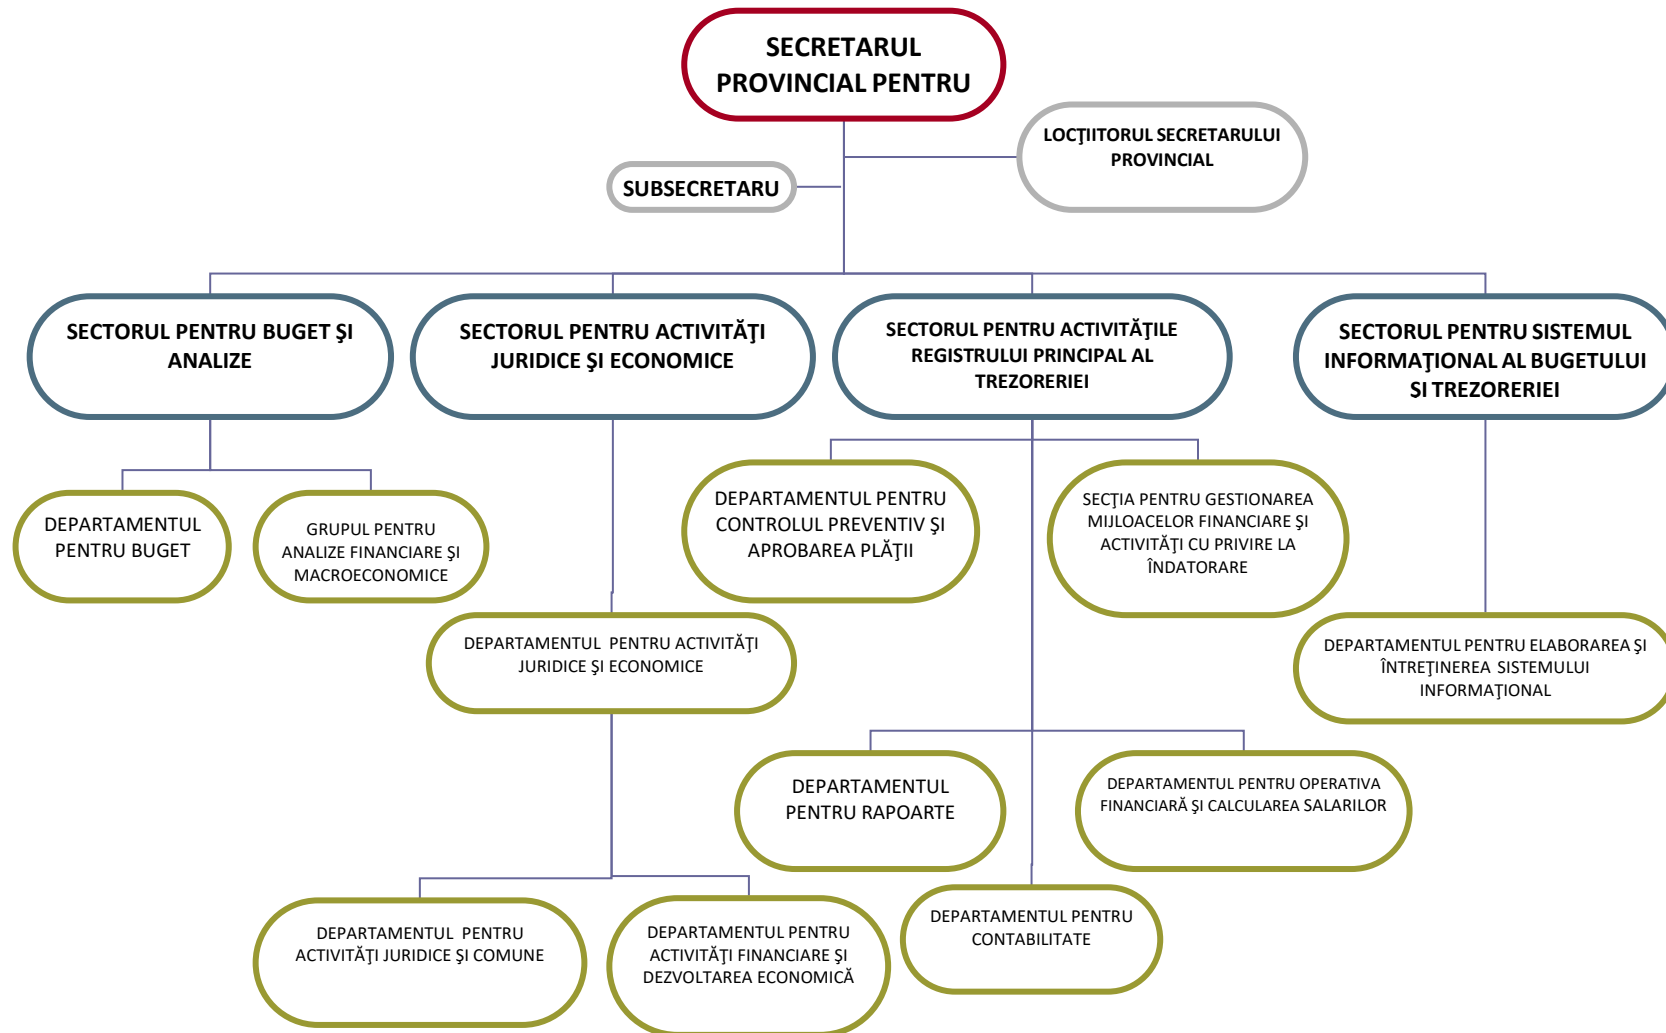 SECRETARUL
PROVINCIAL PENTRU
LOCŢIITORUL SECRETARULUI
PROVINCIAL
SUBSECRETARU
SECTORUL PENTRU BUGET ŞI
ANALIZE
SECTORUL PENTRU ACTIVITĂŢI
JURIDICE ŞI ECONOMICE
SECTORUL PENTRU ACTIVITĂŢILE
REGISTRULUI PRINCIPAL AL
TREZORERIEI
SECTORUL PENTRU SISTEMUL
INFORMAŢIONAL AL BUGETULUI
ŞI TREZORERIEI
DEPARTAMENTUL
PENTRU BUGET
GRUPUL PENTRU
ANALIZE FINANCIARE ŞI
MACROECONOMICE
DEPARTAMENTUL PENTRU
CONTROLUL PREVENTIV ŞI
APROBAREA PLĂŢII
SECŢIA PENTRU GESTIONAREA
MIJLOACELOR FINANCIARE ŞI
ACTIVITĂŢI CU PRIVIRE LA
ÎNDATORARE
DEPARTAMENTUL PENTRU ACTIVITĂŢI
JURIDICE ŞI ECONOMICE
DEPARTAMENTUL PENTRU ELABORAREA ŞI
ÎNTREŢINEREA SISTEMULUI
INFORMAŢIONAL
DEPARTAMENTUL
PENTRU RAPOARTE
DEPARTAMENTUL PENTRU OPERATIVA
FINANCIARĂ ŞI CALCULAREA SALARILOR
DEPARTAMENTUL PENTRU
ACTIVITĂŢI JURIDICE ŞI COMUNE
DEPARTAMENTUL PENTRU
ACTIVITĂŢI FINANCIARE ŞI
DEZVOLTAREA ECONOMICĂ
DEPARTAMENTUL PENTRU
CONTABILITATE